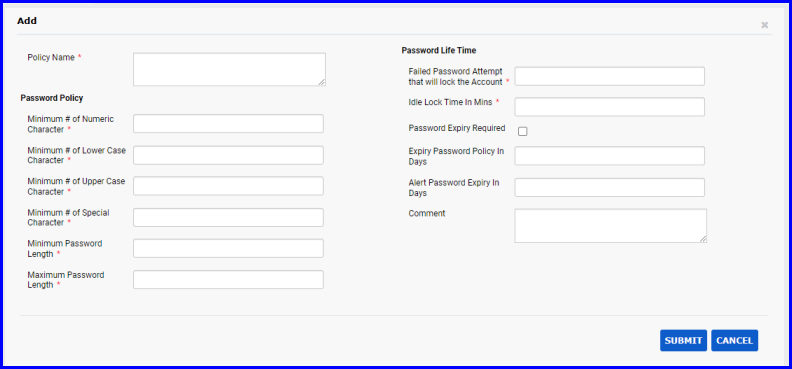 Add
×
Policy Name *
Password Policy
Minimum # of Numeric
Character *
Minimum # of Lower Case
Character *
Minimum # of Upper Case
Character *
Minimum # of Special
Character *
Minimum Password
Length *
Maximum Password
Length *
Password Life Time
Failed Password Attempt
that will lock the Account *
Idle Lock Time In Mins *
Password Expiry Required
Expiry Password Policy In
Days
Alert Password Expiry In
Days
Comment
SUBMIT
CANCEL